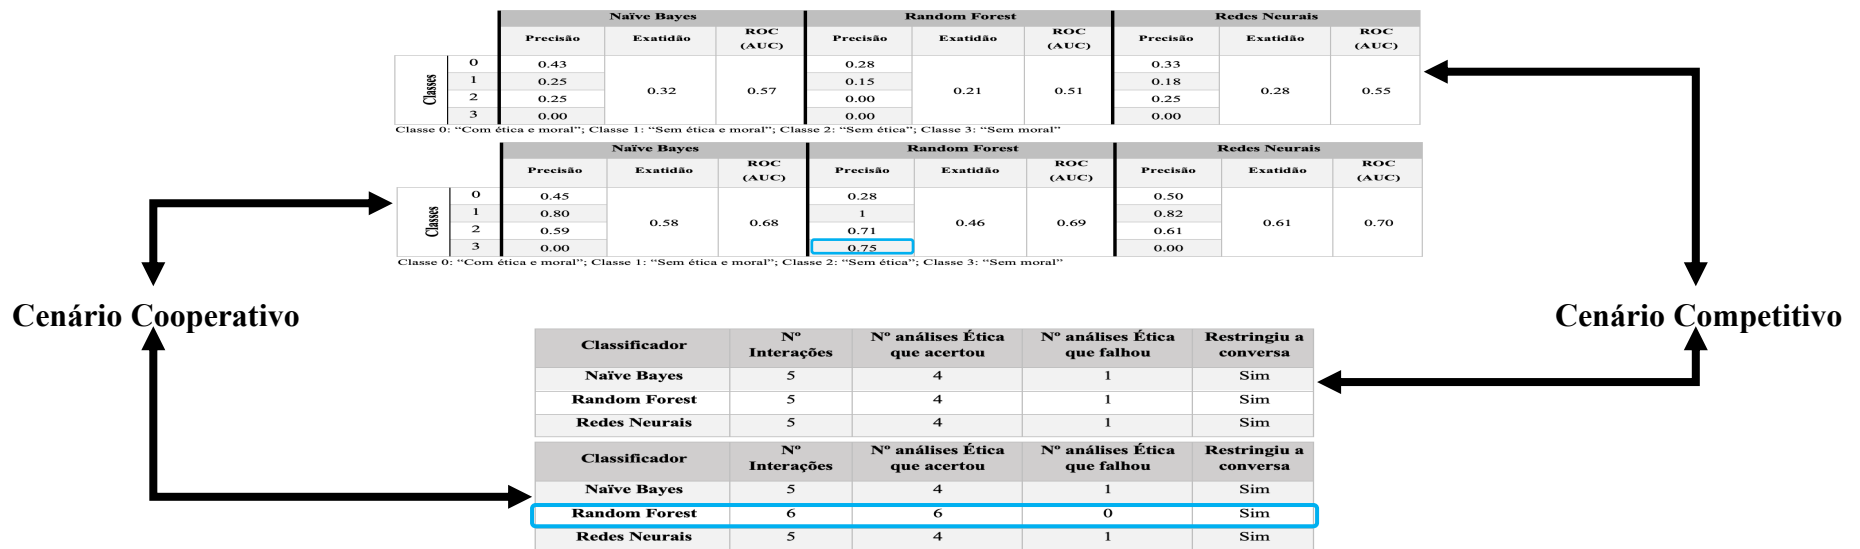 Naïve Bayes Random Forest Redes Neurais
Precisão Exatidão ROC (AUC) Precisão Exatidão ROC (AUC) Precisão Exatidão ROC (AUC)
Classes
0 0.43 0.32 0.57 0.28 0.21 0.51 0.33 0.28 0.55
1 0.25 0.15 0.18
2 0.25 0.00 0.25
3 0.00 0.00 0.00
Classe 0: “Com ética e moral”; Classe 1: “Sem ética e moral”; Classe 2: “Sem ética”; Classe 3: “Sem moral”
Naïve Bayes Random Forest Redes Neurais
Precisão Exatidão ROC (AUC) Precisão Exatidão ROC (AUC) Precisão Exatidão ROC (AUC)
Classes
0 0.45 0.58 0.68 0.28 0.46 0.69 0.50 0.61 0.70
1 0.80 1 0.82
2 0.59 0.71 0.61
3 0.00 0.75 0.00
Classe 0: “Com ética e moral”; Classe 1: “Sem ética e moral”; Classe 2: “Sem ética”; Classe 3: “Sem moral”
Cenário Cooperativo
Cenário Competitivo
Classificador Nº Interações Nº análises Ética que acertou Nº análises Ética que falhou Restringiu a conversa
Naïve Bayes 5 4 1 Sim
Random Forest 5 4 1 Sim
Redes Neurais 5 4 1 Sim
Classificador Nº Interações Nº análises Ética que acertou Nº análises Ética que falhou Restringiu a conversa
Naïve Bayes 5 4 1 Sim
Random Forest 6 6 0 Sim
Redes Neurais 5 4 1 Sim